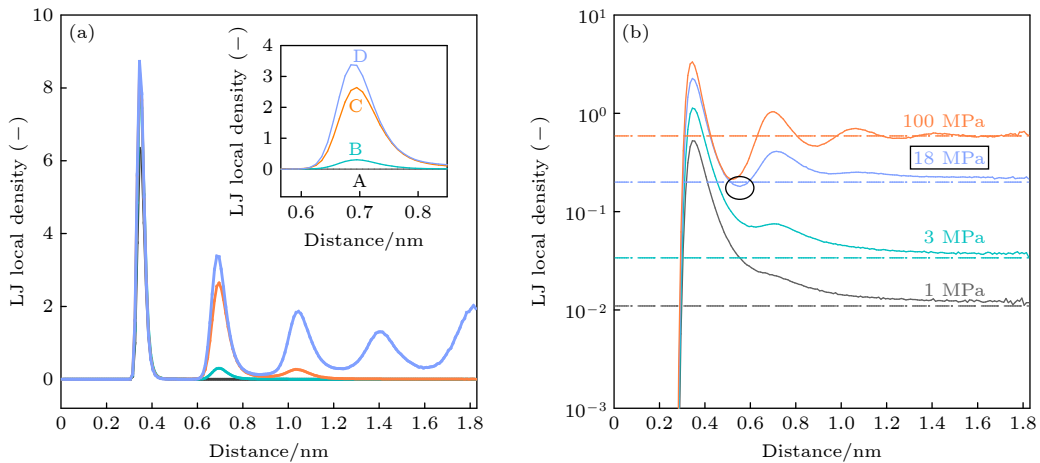 (a)
LJ local density (−)
10
8
6
4
2
0
0
0.2
0.4
0.6
0.8
1.0
1.2
1.4
1.6
1.8
Distance/nm
LJ local density (−)
4
3
2
1
0
0.6
0.7
0.8
Distance/nm
D
C
B
A
(b)
LJ local density (−)
10¹
10⁰
10⁻¹
10⁻²
10⁻³
0
0.2
0.4
0.6
0.8
1.0
1.2
1.4
1.6
1.8
Distance/nm
100 MPa
18 MPa
3 MPa
1 MPa